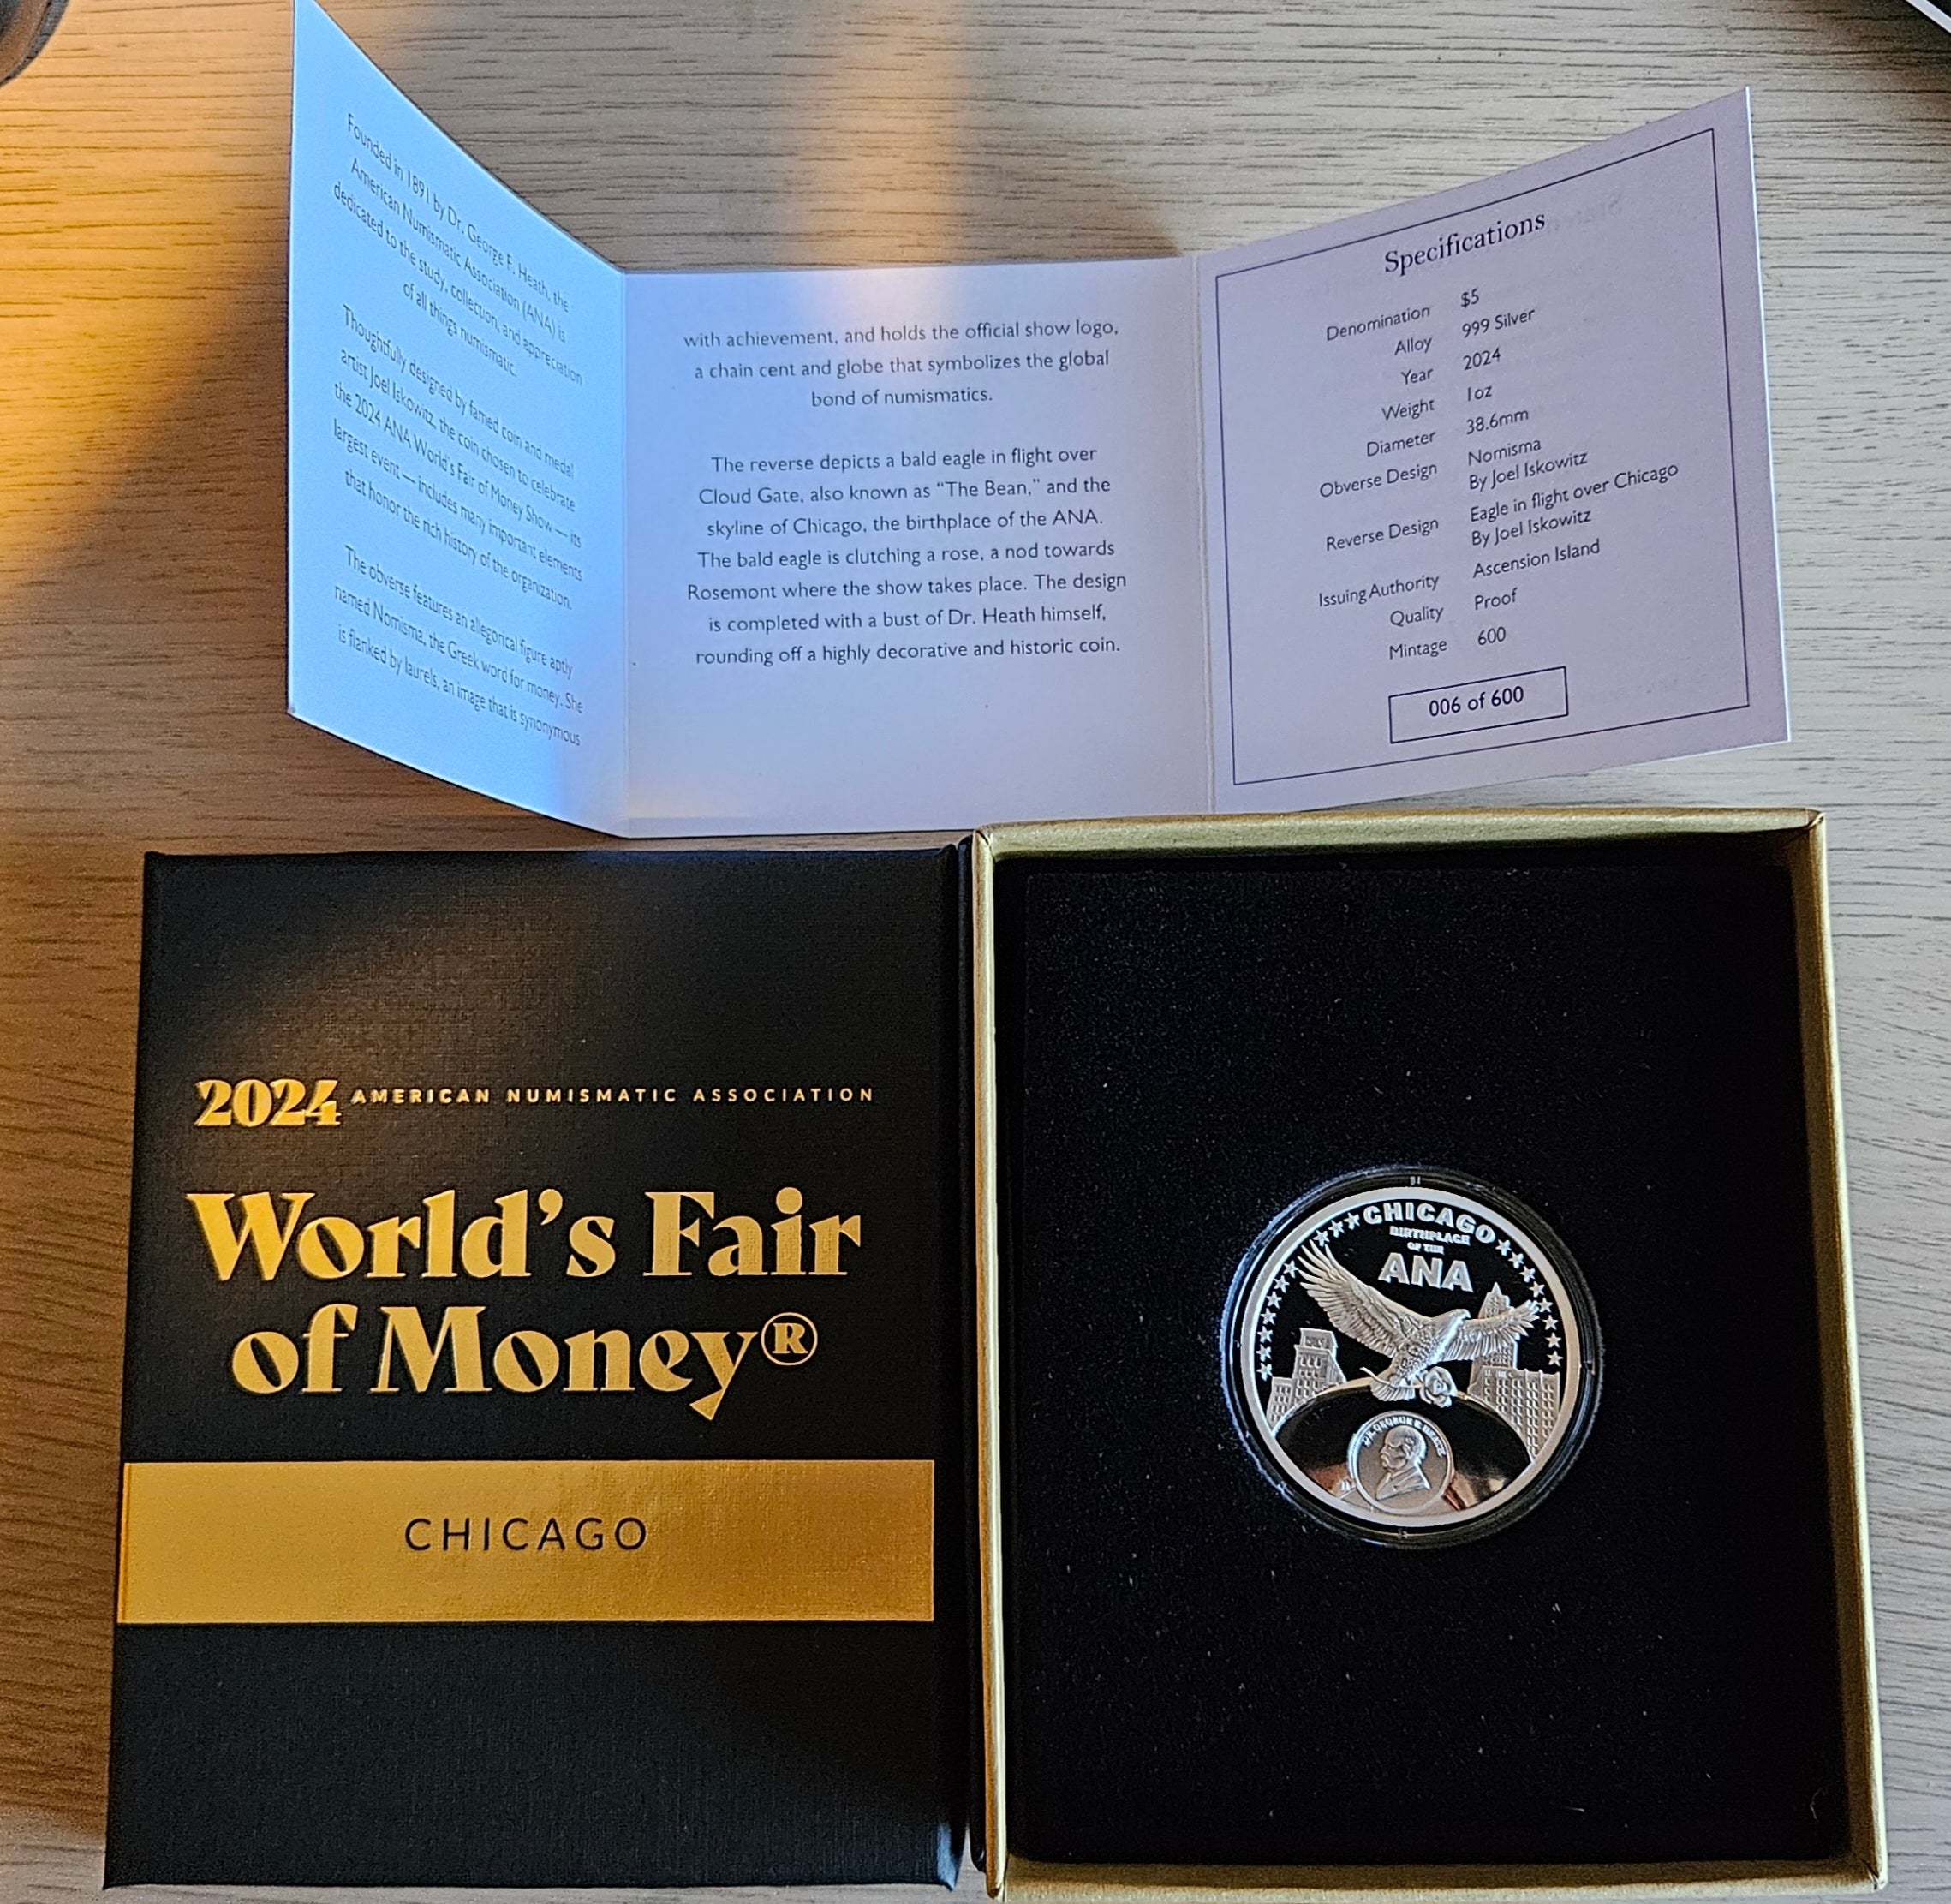 Founded in 1891 by Dr. George F. Heath, the
American Numismatic Association (ANA) is
dedicated to the study, collection, and appreciation
of all things numismatic.
Thoughtfully designed by famed coin and medal
artist Joel Iskowitz, the coin chosen to celebrate
the 2024 ANA World's Fair of Money Show — its
largest event — includes many important elements
that honor the rich history of the organization.
The obverse features an allegorical figure aptly
named Nomisma, the Greek word for money. She
is flanked by laurels, an image that is synonymous
with achievement, and holds the official show logo,
a chain cent and globe that symbolizes the global
bond of numismatics.
The reverse depicts a bald eagle in flight over
Cloud Gate, also known as “The Bean,” and the
skyline of Chicago, the birthplace of the ANA.
The bald eagle is clutching a rose, a nod towards
Rosemont where the show takes place. The design
is completed with a bust of Dr. Heath himself,
rounding off a highly decorative and historic coin.
Specifications
Denomination $5
Alloy 999 Silver
Year 2024
Weight 1oz
Diameter 38.6mm
Obverse Design Nomisma
By Joel Iskowitz
Reverse Design Eagle in flight over Chicago
By Joel Iskowitz
Issuing Authority Ascension Island
Quality Proof
Mintage 600
006 of 600
2024 AMERICAN NUMISMATIC ASSOCIATION
World's Fair
of Money®
CHICAGO
CHICAGO
BIRTHPLACE
OF THE
ANA
DR. GEORGE F. HEATH